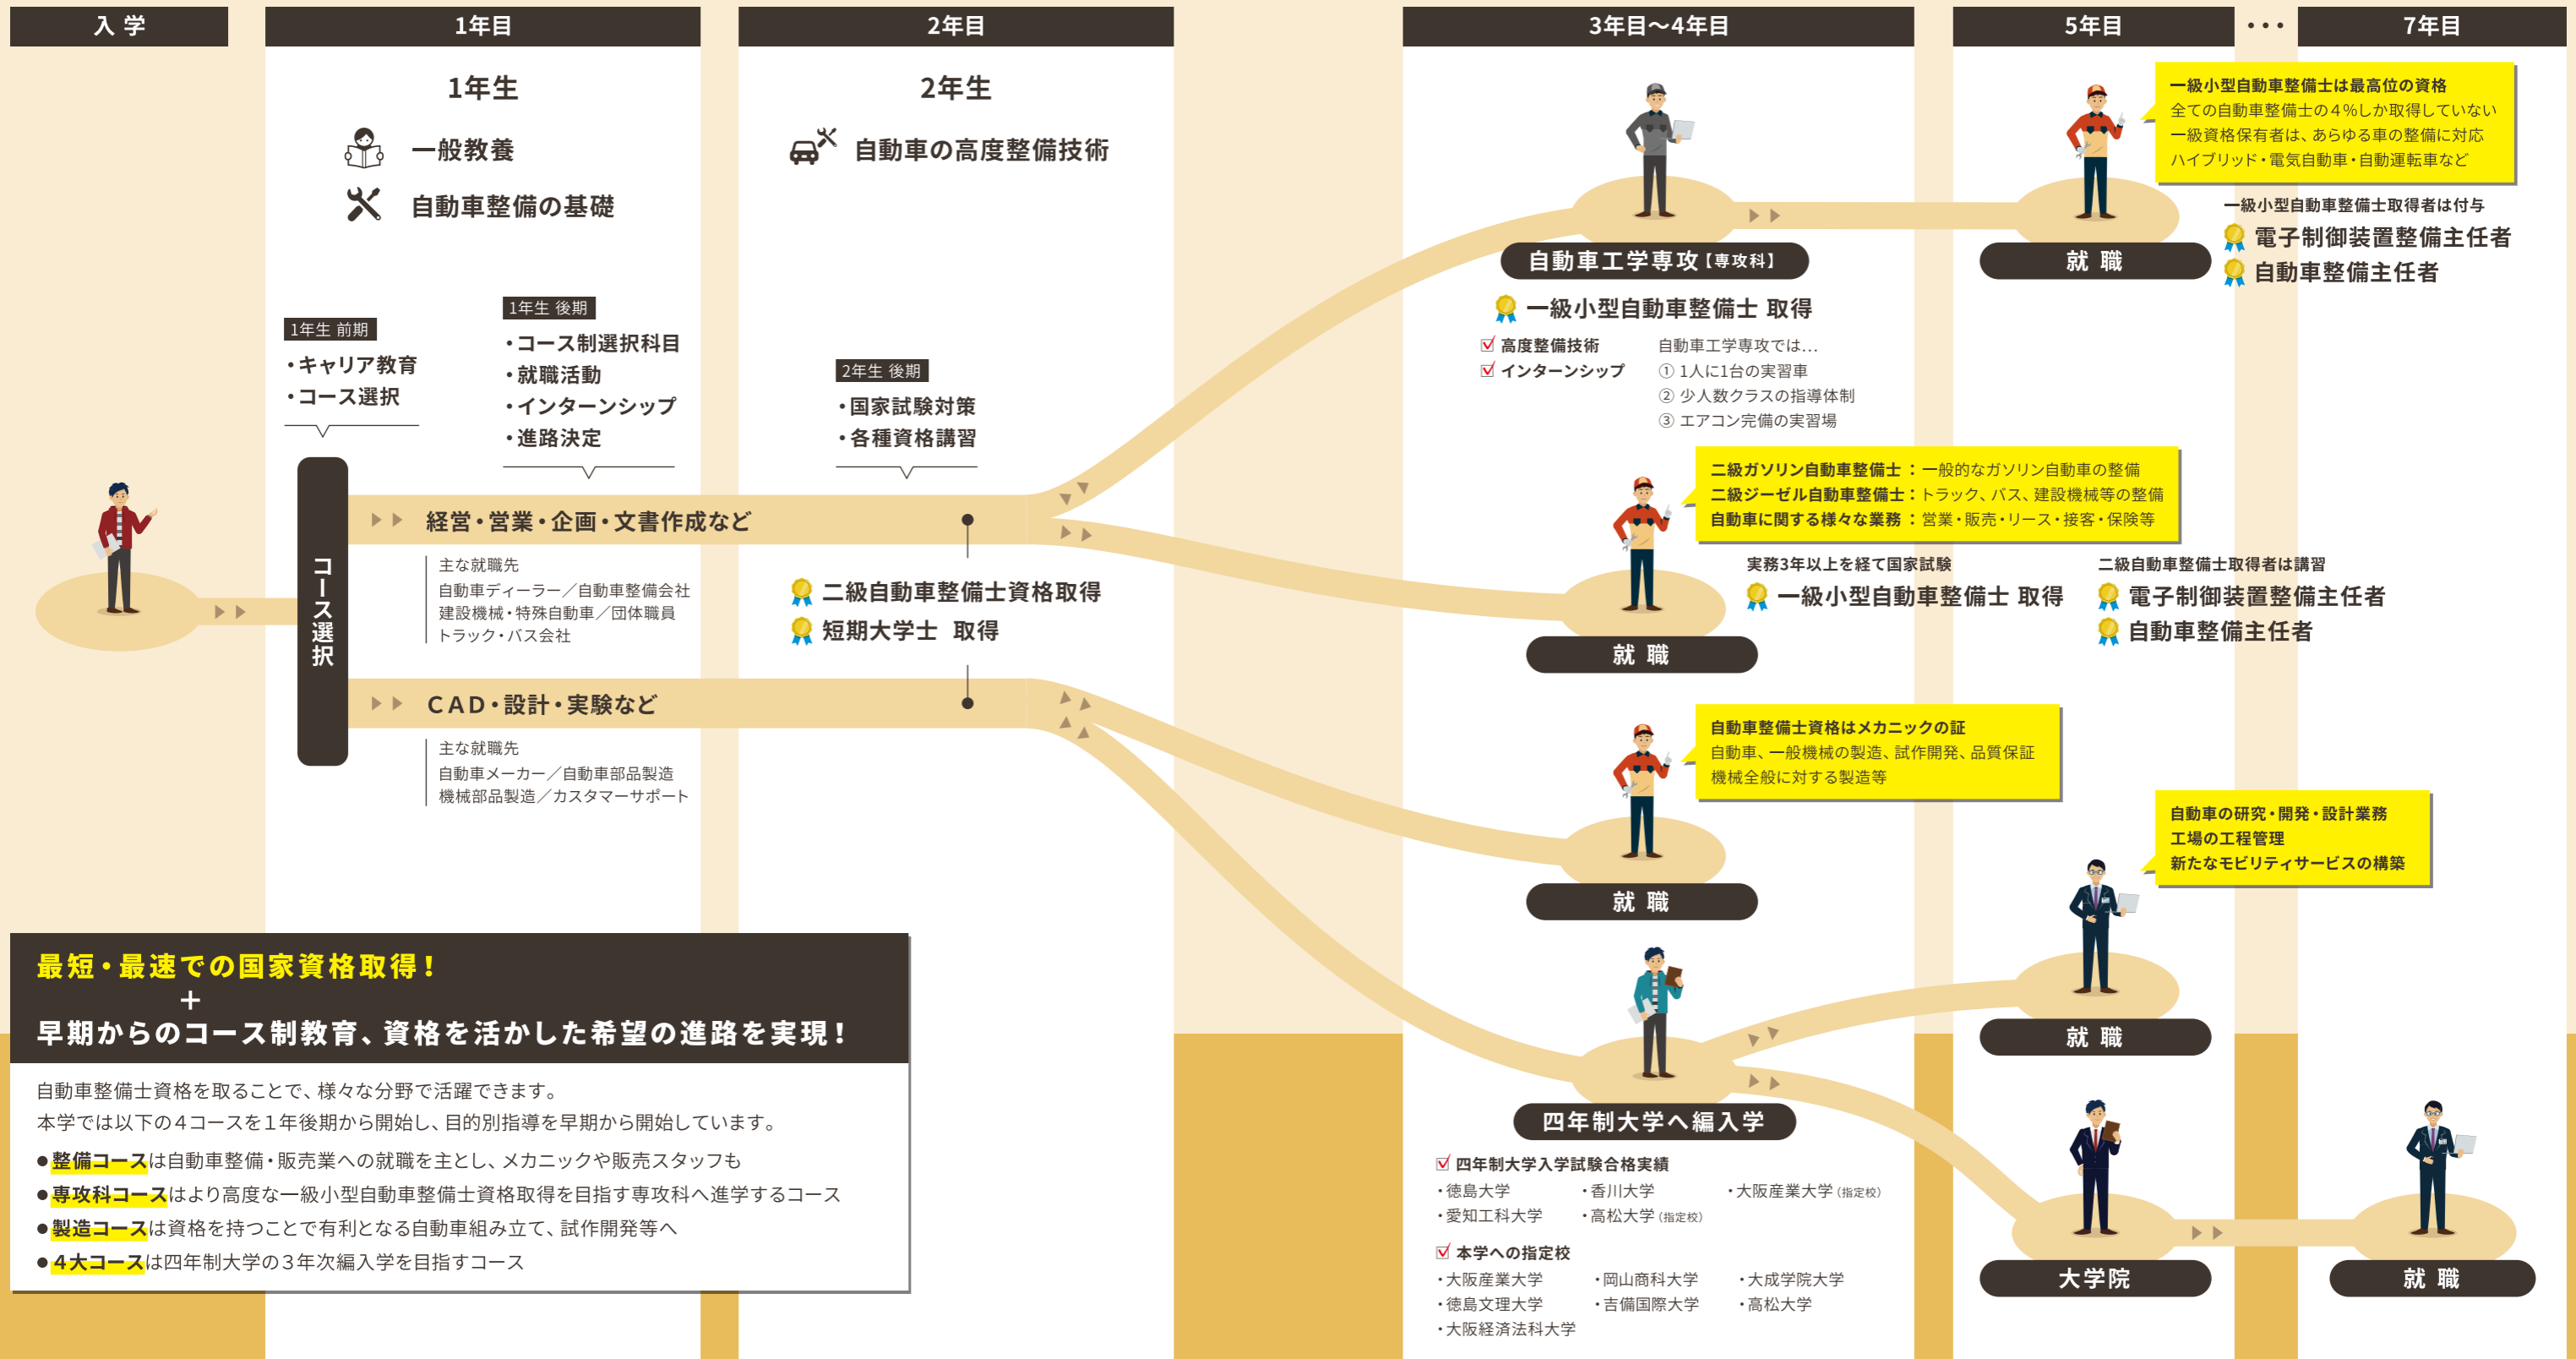 入 学
1年目
2年目
3年目～4年目
5年目
・・・
7年目
1年生
一般教養
自動車整備の基礎
1年生 前期
・キャリア教育
・コース選択
1年生 後期
・コース制選択科目
・就職活動
・インターンシップ
・進路決定
2年生
自動車の高度整備技術
2年生 後期
・国家試験対策
・各種資格講習
コース選択
経営・営業・企画・文書作成など
主な就職先
自動車ディーラー／自動車整備会社
建設機械・特殊自動車／団体職員
トラック・バス会社
二級自動車整備士資格取得
短期大学士 取得
CAD・設計・実験など
主な就職先
自動車メーカー／自動車部品製造
機械部品製造／カスタマーサポート
自動車工学専攻【専攻科】
一級小型自動車整備士 取得
高度整備技術
インターンシップ
自動車工学専攻では…
① 1人に1台の実習車
② 少人数クラスの指導体制
③ エアコン完備の実習場
就 職
一級小型自動車整備士は最高位の資格
全ての自動車整備士の4％しか取得していない
一級資格保有者は、あらゆる車の整備に対応
ハイブリッド・電気自動車・自動運転車など
一級小型自動車整備士取得者は付与
電子制御装置整備主任者
自動車整備主任者
二級ガソリン自動車整備士 ： 一般的なガソリン自動車の整備
二級ジーゼル自動車整備士：トラック、バス、建設機械等の整備
自動車に関する様々な業務 ： 営業・販売・リース・接客・保険等
就 職
実務3年以上を経て国家試験
一級小型自動車整備士 取得
二級自動車整備士取得者は講習
電子制御装置整備主任者
自動車整備主任者
自動車整備士資格はメカニックの証
自動車、一般機械の製造、試作開発、品質保証
機械全般に対する製造等
就 職
自動車の研究・開発・設計業務
工場の工程管理
新たなモビリティサービスの構築
就 職
四年制大学へ編入学
四年制大学入学試験合格実績
・徳島大学 ・香川大学 ・大阪産業大学（指定校）
・愛知工科大学 ・高松大学（指定校）
本学への指定校
・大阪産業大学 ・岡山商科大学 ・大成学院大学
・徳島文理大学 ・吉備国際大学 ・高松大学
・大阪経済法科大学
大学院
就 職
最短・最速での国家資格取得！
＋
早期からのコース制教育、資格を活かした希望の進路を実現！
自動車整備士資格を取ることで、様々な分野で活躍できます。
本学では以下の4コースを1年後期から開始し、目的別指導を早期から開始しています。
●整備コースは自動車整備・販売業への就職を主とし、メカニックや販売スタッフも
●専攻科コースはより高度な一級小型自動車整備士資格取得を目指す専攻科へ進学するコース
●製造コースは資格を持つことで有利となる自動車組み立て、試作開発等へ
●4大コースは四年制大学の3年次編入学を目指すコース